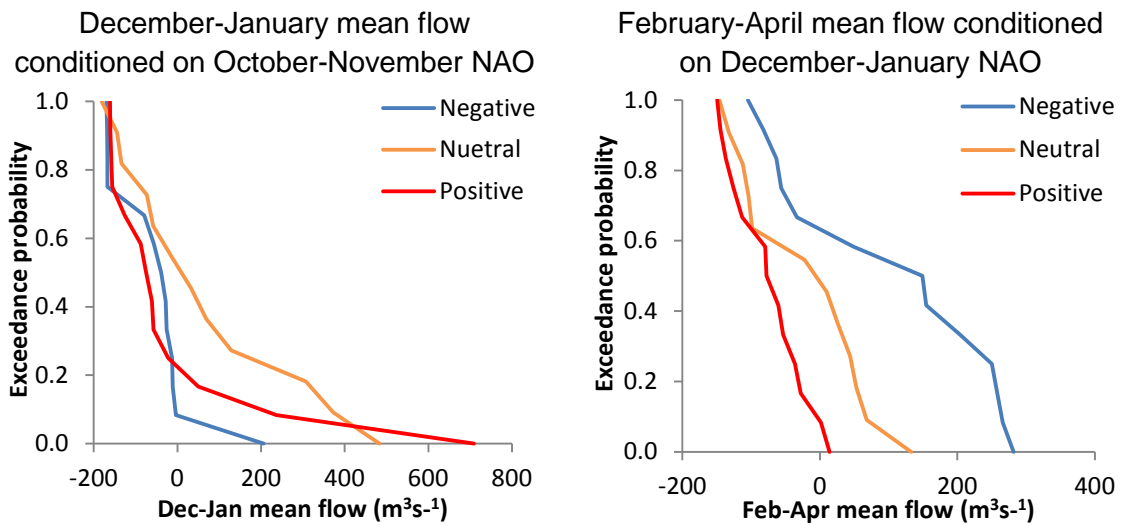 December-January mean flow
conditioned on October-November NAO
Exceedance probability
1.0
0.8
0.6
0.4
0.2
0.0
Negative
Nuetral
Positive
-200
0
200
400
600
800
Dec-Jan mean flow (m³s-¹)
February-April mean flow conditioned
on December-January NAO
Exceedance probability
1.0
0.8
0.6
0.4
0.2
0.0
Negative
Neutral
Positive
-200
0
200
400
Feb-Apr mean flow (m³s-¹)